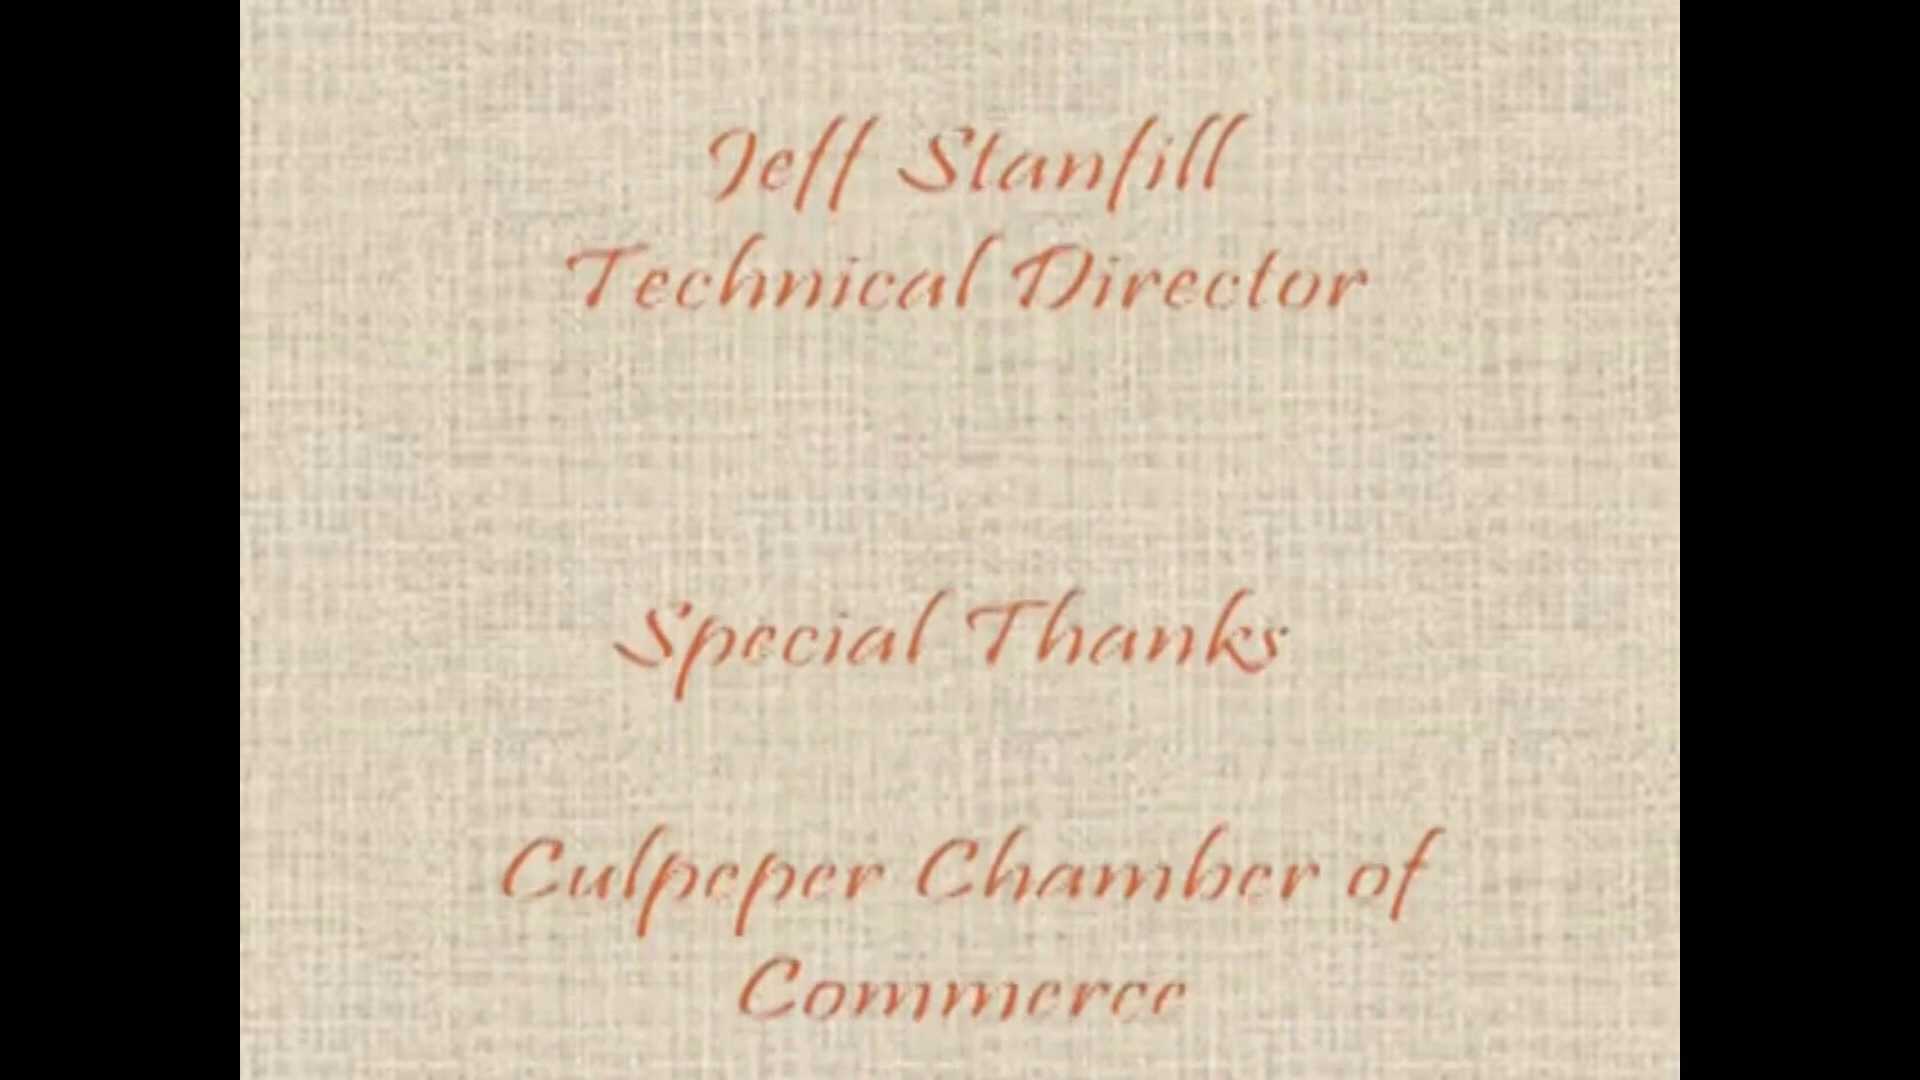 Jeff Stanfill
Technical Director
Special Thanks
Culpeper Chamber of
Commerce